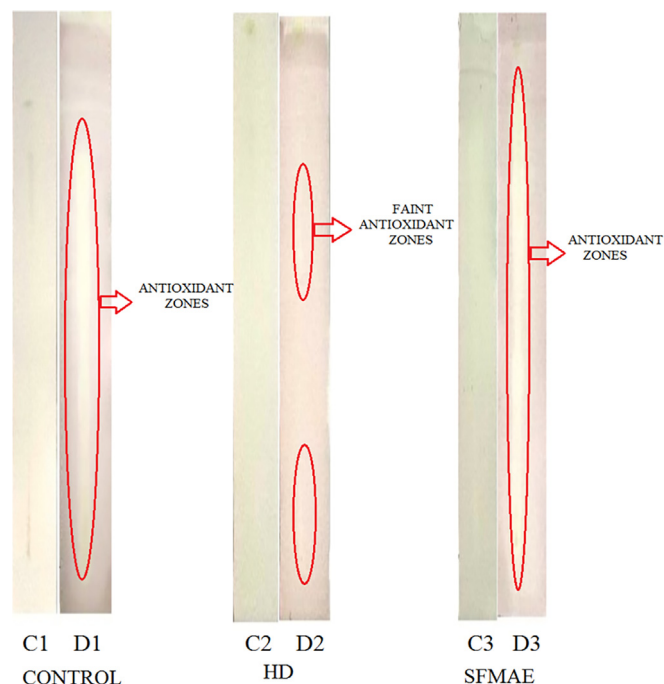 ANTIOXIDANT
ZONES
FAINT
ANTIOXIDANT
ZONES
ANTIOXIDANT
ZONES
C1 D1
CONTROL
C2 D2
HD
C3 D3
SFMAE